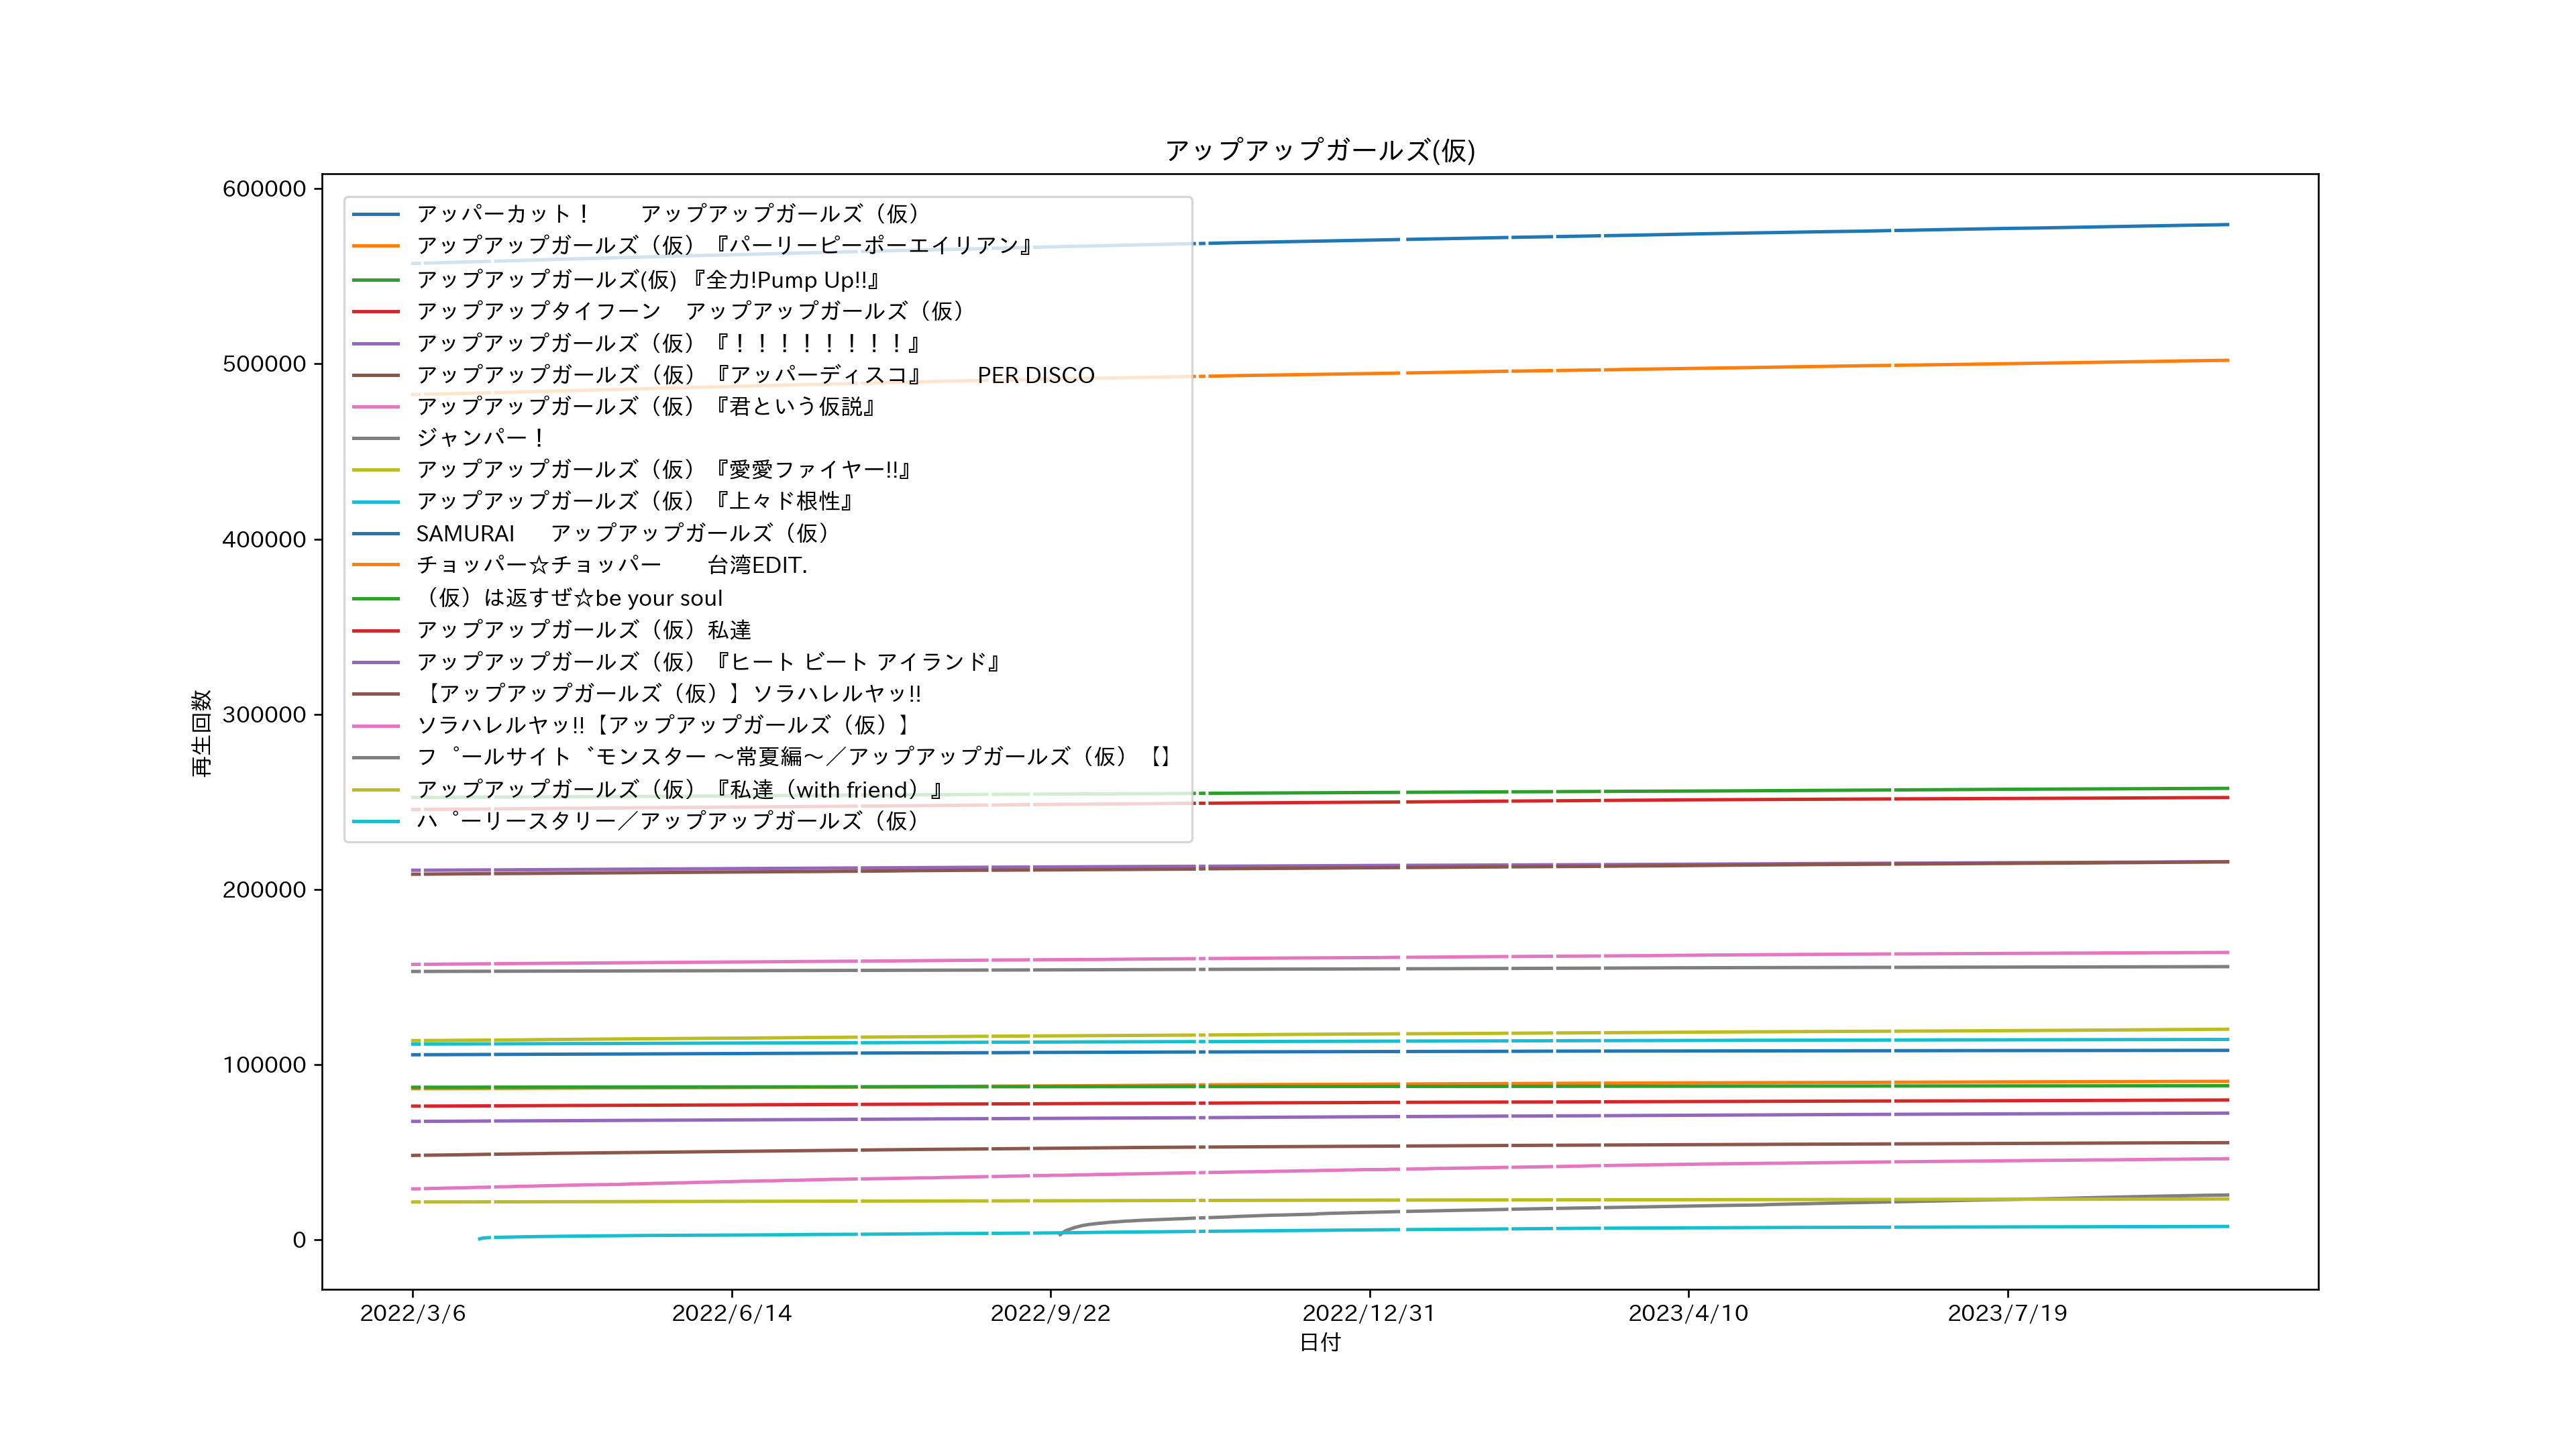 アップアップガールズ(仮)
600000
500000
400000
300000
200000
100000
0
再生回数
アッパーカット！　　アップアップガールズ（仮）
アップアップガールズ（仮）『パーリーピーポーエイリアン』
アップアップガールズ(仮) 『全力!Pump Up!!』
アップアップタイフーン　アップアップガールズ（仮）
アップアップガールズ（仮）『！！！！！！！！』
アップアップガールズ（仮）『アッパーディスコ』　　PER DISCO
アップアップガールズ（仮）『君という仮説』
ジャンパー！
アップアップガールズ（仮）『愛愛ファイヤー!!』
アップアップガールズ（仮）『上々ド根性』
SAMURAI　 アップアップガールズ（仮）
チョッパー☆チョッパー　　台湾EDIT.
（仮）は返すぜ☆be your soul
アップアップガールズ（仮）私達
アップアップガールズ（仮）『ヒート ビート アイランド』
【アップアップガールズ（仮）】ソラハレルヤッ!!
ソラハレルヤッ!!【アップアップガールズ（仮）】
フ゜ールサイト゛モンスター 〜常夏編〜／アップアップガールズ（仮）【】
アップアップガールズ（仮）『私達（with friend）』
ハ゜ーリースタリー／アップアップガールズ（仮）
2022/3/6
2022/6/14
2022/9/22
2022/12/31
2023/4/10
2023/7/19
日付